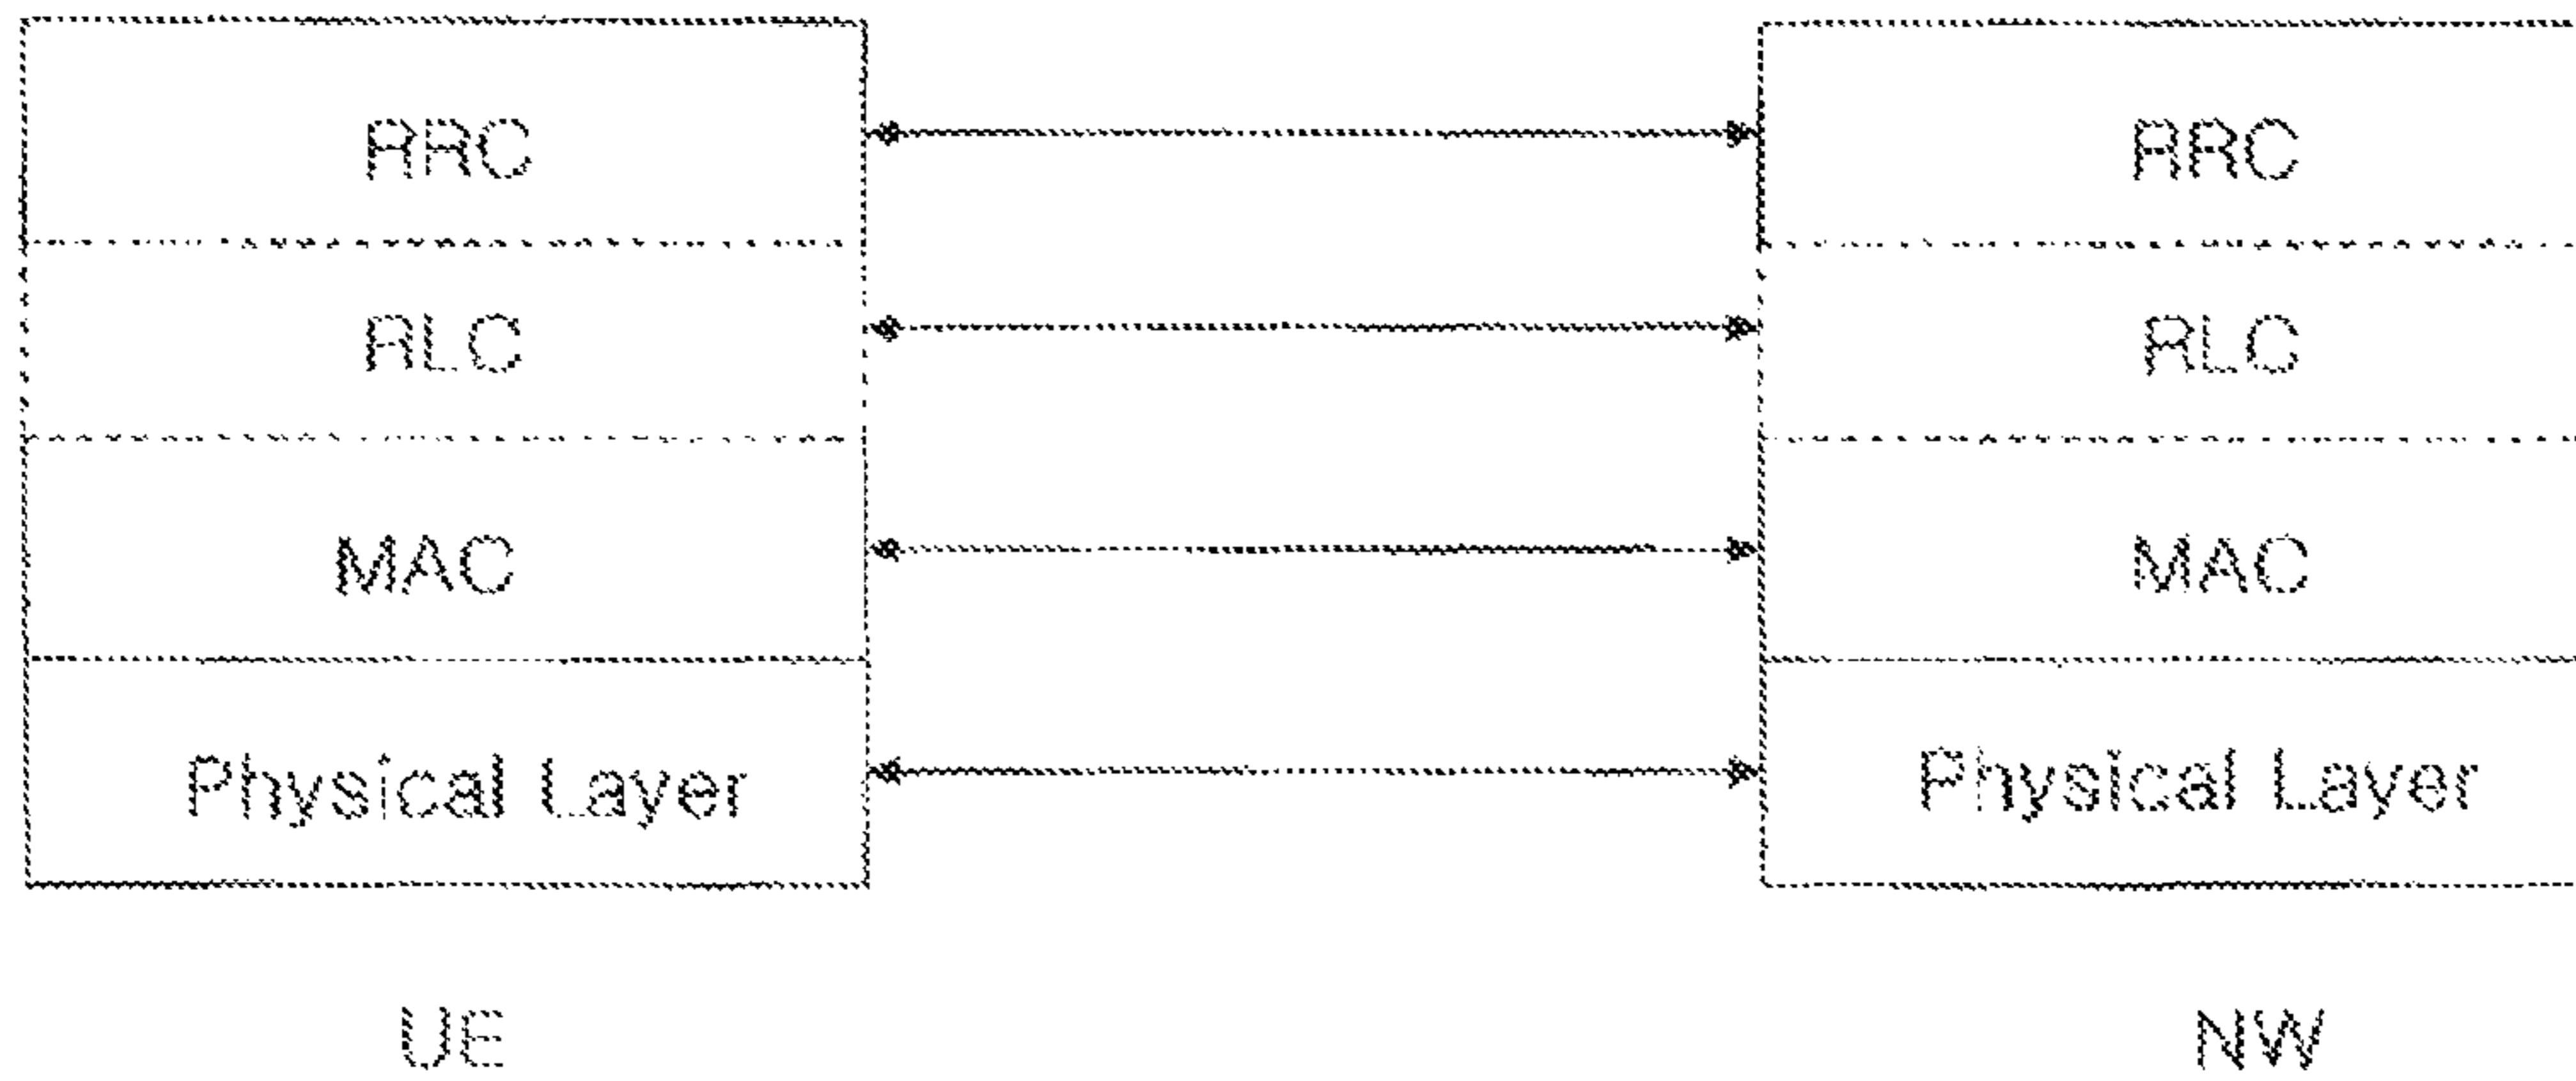 RRC RRC
RLC RLC
MAC MAC
Physical Layer Physical Layer
UE NW